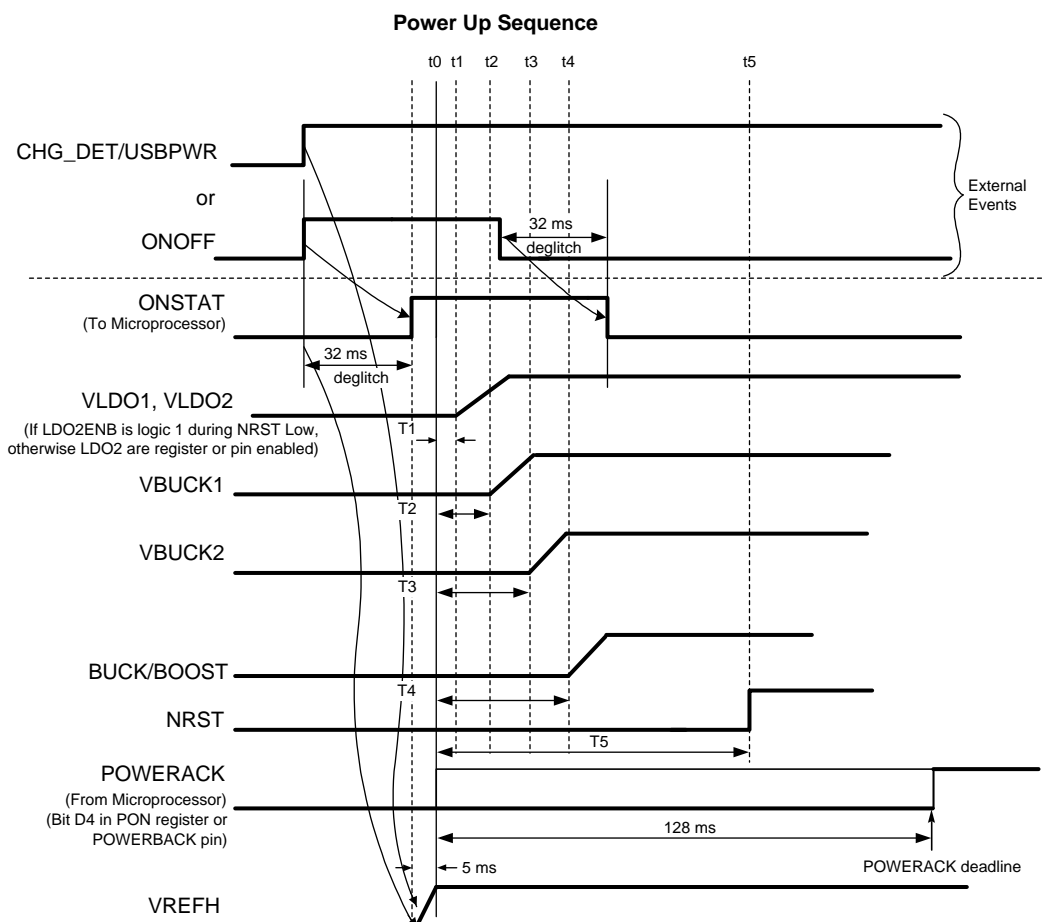 Power Up Sequence
t0 t1 t2 t3 t4 t5
CHG_DET/USBPWR
or
ONOFF
32 ms
deglitch
External
Events
ONSTAT
(To Microprocessor)
32 ms
deglitch
VLDO1, VLDO2
(If LDO2ENB is logic 1 during NRST Low,
otherwise LDO2 are register or pin enabled)
T1
VBUCK1
T2
VBUCK2
T3
BUCK/BOOST
T4
NRST
T5
POWERACK
(From Microprocessor)
(Bit D4 in PON register or
POWERBACK pin)
128 ms
POWERACK deadline
5 ms
VREFH